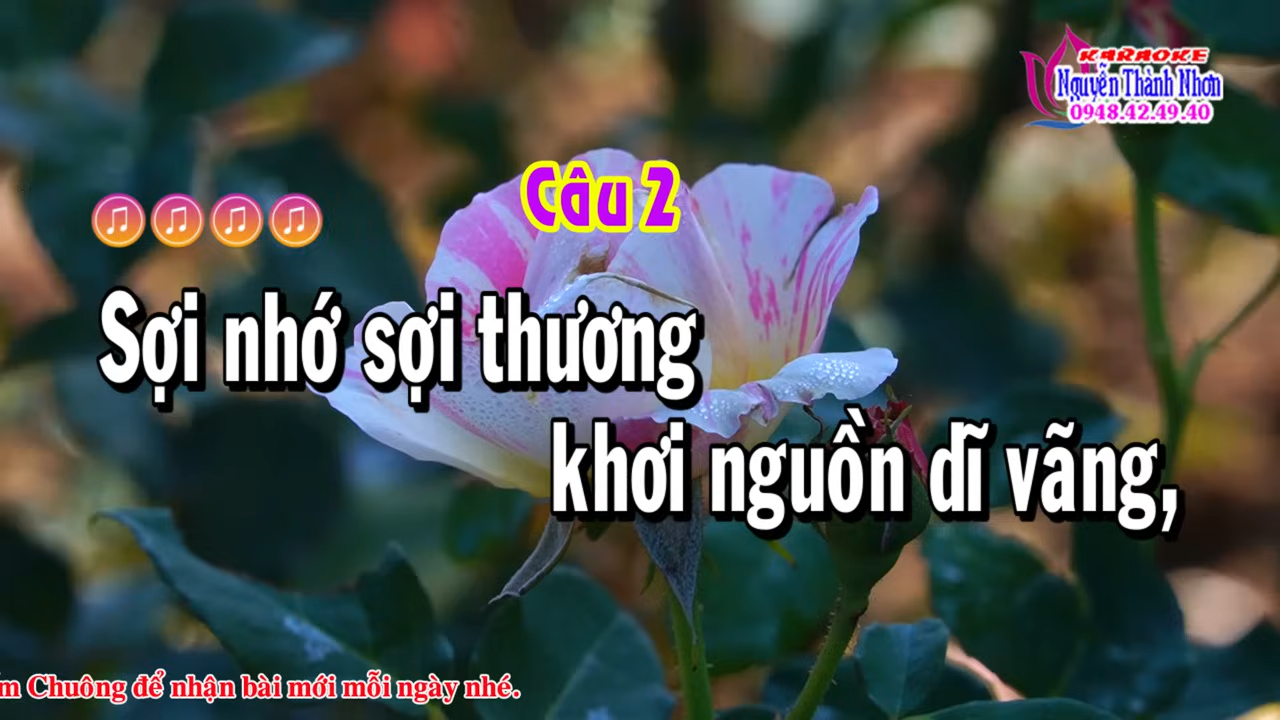 KARAOKE
Nguyễn Thành Nhơn
0948.42.49.40
Câu 2
Sợi nhớ sợi thương
khơi nguồn dĩ vãng,
Chuông để nhận bài mới mỗi ngày nhé.